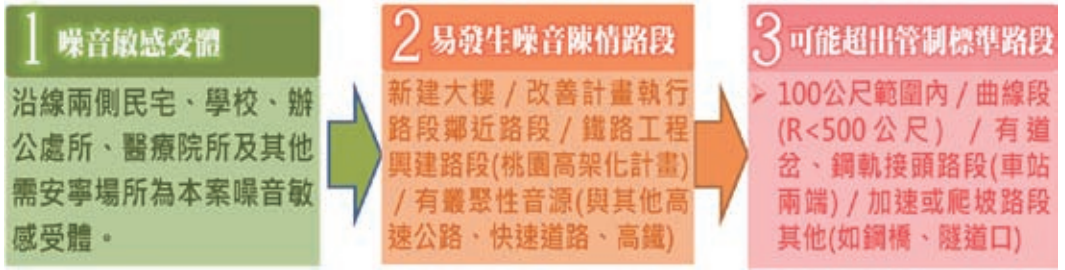 1 噪音敏感受體
沿線兩側民宅、學校、辦
公處所、醫療院所及其他
需安寧場所為本案噪音敏
感受體。
2 易發生噪音陳情路段
新建大樓 / 改善計畫執行
路段鄰近路段 / 鐵路工程
興建路段(桃園高架化計畫)
/ 有叢聚性音源(與其他高
速公路、快速道路、高鐵)
3 可能超出管制標準路段
➢ 100公尺範圍內 / 曲線段
(R<500公尺) / 有道
岔、鋼軌接頭路段(車站
兩端) / 加速或爬坡路段
其他(如鋼橋、隧道口)